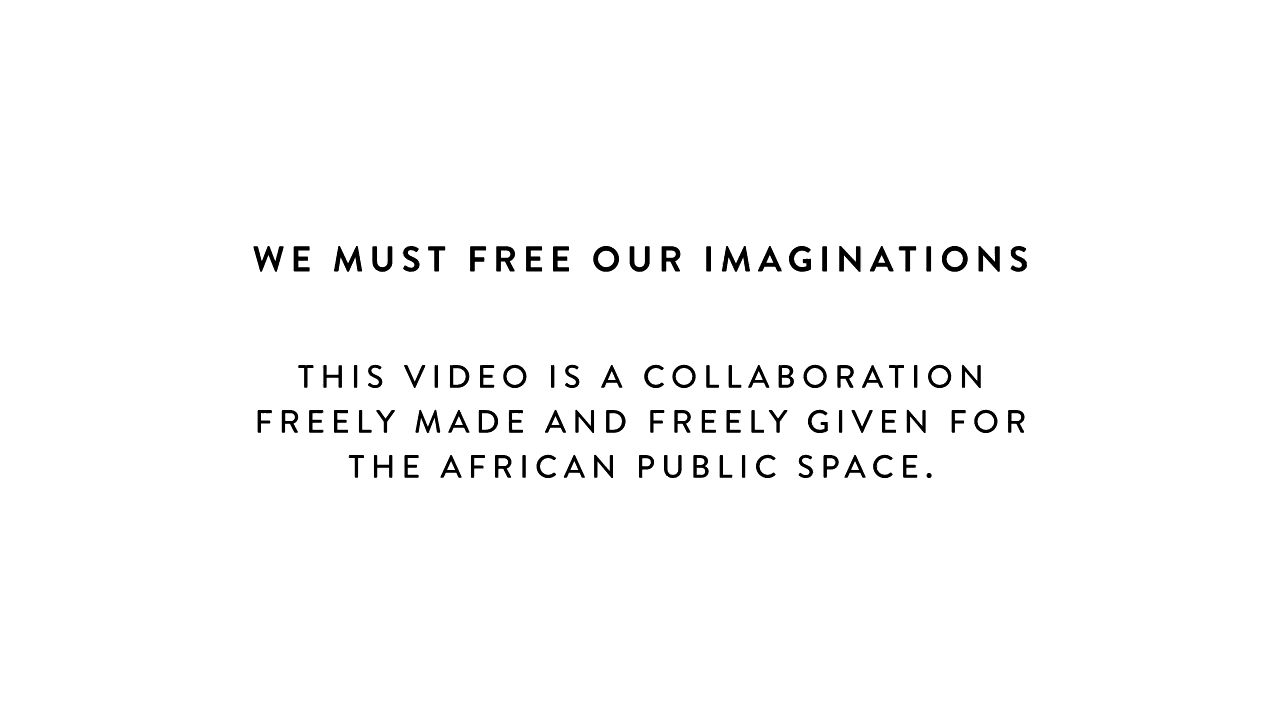 WE MUST FREE OUR IMAGINATIONS
THIS VIDEO IS A COLLABORATION
FREELY MADE AND FREELY GIVEN FOR
THE AFRICAN PUBLIC SPACE.